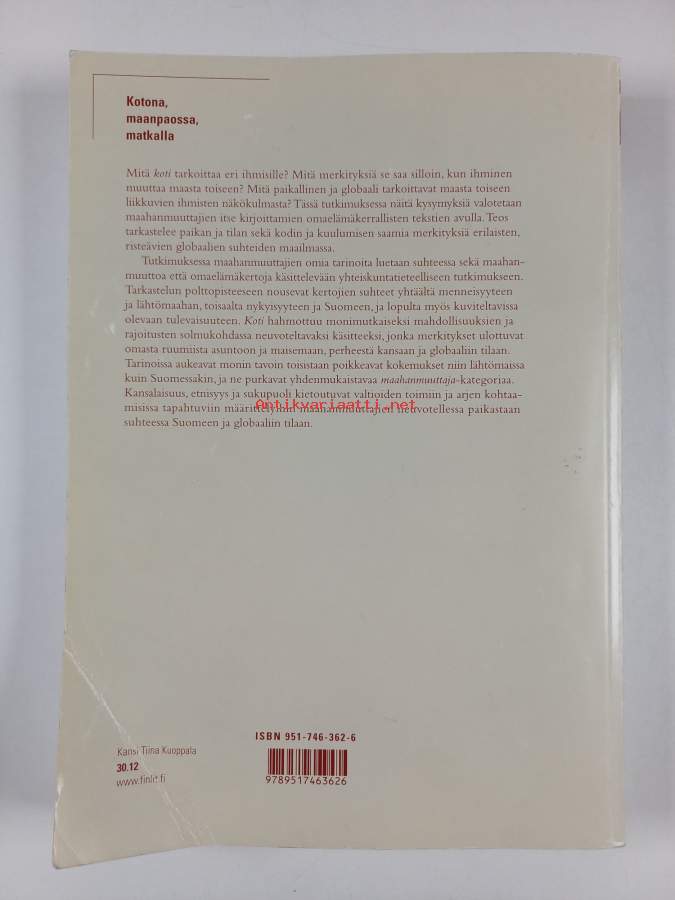 Kotona,
maanpaossa,
matkalla
Mitä koti tarkoittaa eri ihmisille? Mitä merkityksiä se saa silloin, kun ihminen
muuttaa maasta toiseen? Mitä paikallinen ja globaali tarkoittavat maasta toiseen
liikkuvien ihmisten näkökulmasta? Tässä tutkimuksessa näitä kysymyksiä valotetaan
maahanmuuttajien itse kirjoittamien omaelämäkerrallisten tekstien avulla. Teos
tarkastelee paikan ja tilan sekä kodin ja kuulumisen saamia merkityksiä erilaisten,
risteävien globaalien suhteiden maailmassa.
Tutkimuksessa maahanmuuttajien omia tarinoita luetaan suhteessa sekä maahan-
muuttoa että omaelämäkertoja käsittelevään yhteiskuntatieteelliseen tutkimukseen.
Tarkastelun polttopisteeseen nousevat kertojien suhteet yhtäältä menneisyyteen
ja lähtömaahan, toisaalta nykyisyyteen ja Suomeen, ja lopulta myös kuviteltavissa
olevaan tulevaisuuteen. Koti hahmottuu monimutkaiseksi mahdollisuuksien ja
rajoitusten solmukohdassa neuvoteltavaksi käsitteeksi, jonka merkitykset ulottuvat
omasta ruumiista asuntoon ja maisemaan, perheestä kansaan ja globaaliin tilaan.
Tarinoissa aukeavat monin tavoin toisistaan poikkeavat kokemukset niin lähtömaissa
kuin Suomessakin, ja ne purkavat yhdenmukaistavaa maahanmuuttaja-kategoriaa.
Kansalaisuus, etnisyys ja sukupuoli kietoutuvat valtioiden toimiin ja arjen kohtaa-
misissa tapahtuviin määrittelyihin maahanmuuttajien neuvotellessa paikastaan
suhteessa Suomeen ja globaaliin tilaan.
Antikvariaatti.net
ISBN 951-746-362-6
Kansi Tiina Kuoppala
30.12
www.finlit.fi
9789517463626